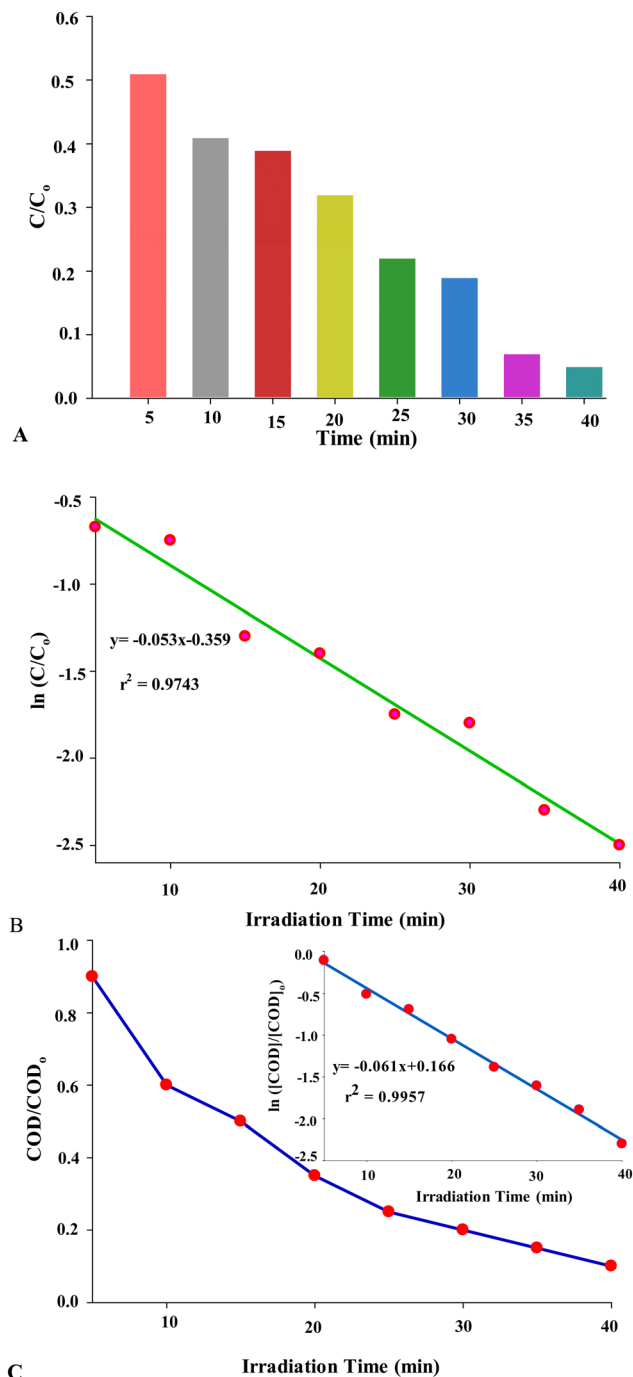 0.6
0.5
0.4
0.3
0.2
0.1
0.0
C/Co
5 10 15 20 25 30 35 40
Time (min)
A
-0.5
-1.0
-1.5
-2.0
-2.5
ln (C/Co)
y= -0.053x-0.359
r2 = 0.9743
10 20 30 40
Irradiation Time (min)
B
1.0
0.8
0.6
0.4
0.2
0.0
COD/CODo
0.0
-0.5
-1.0
-1.5
-2.0
-2.5
ln ([COD]/[COD]o)
y= -0.061x+0.166
r2 = 0.9957
10 20 30 40
Irradiation Time (min)
10 20 30 40
Irradiation Time (min)
C